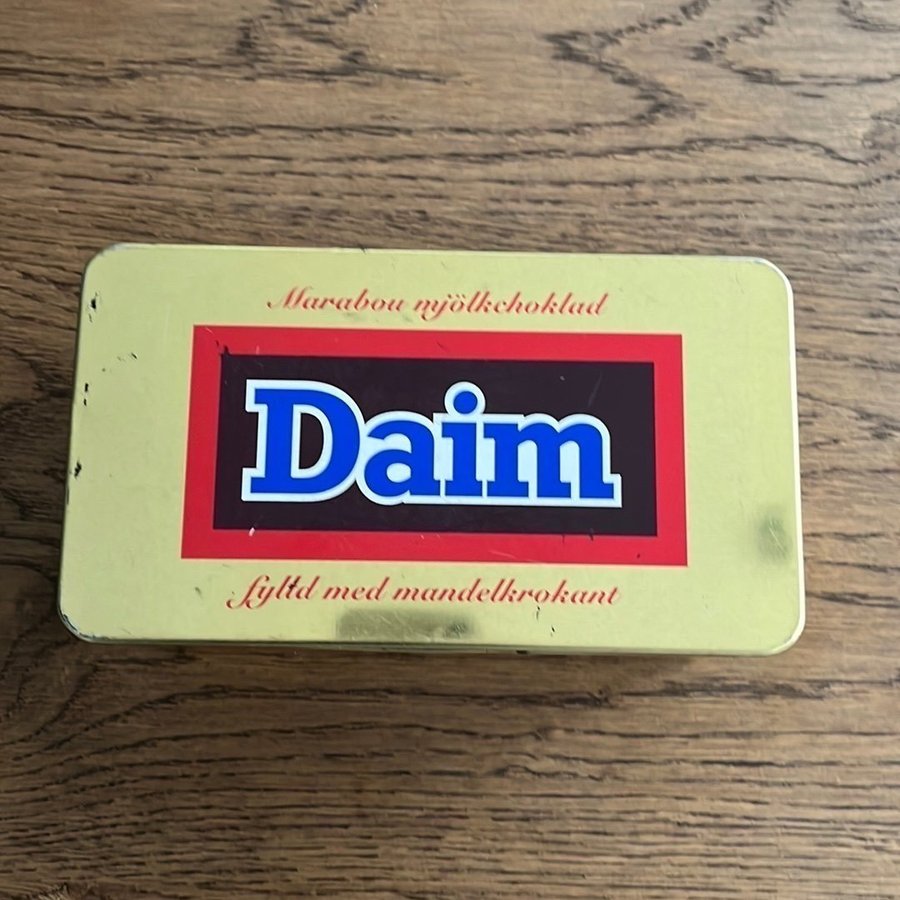 Marabou mjölkchoklad
Daim
fylld med mandelkrokant